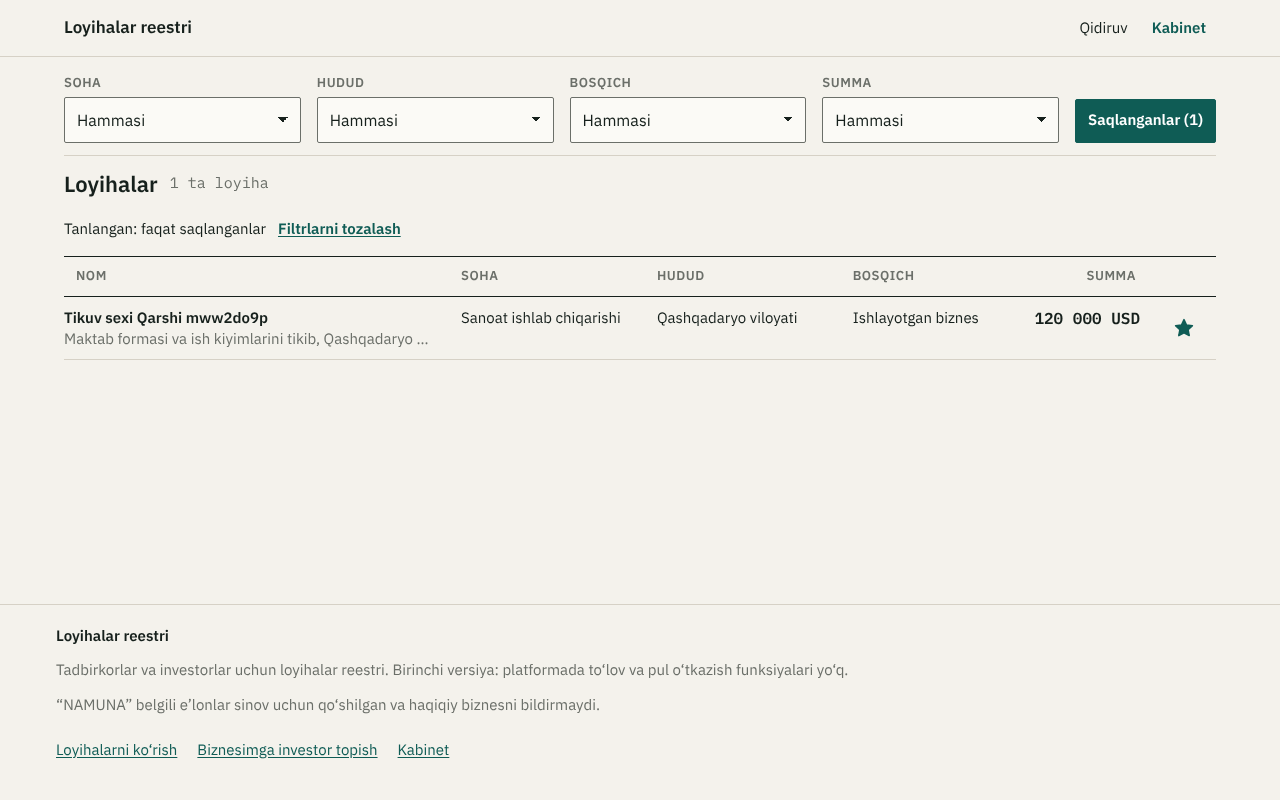 Loyihalar reestri
Qidiruv Kabinet
SOHA HUDUD BOSQICH SUMMA
Hammasi Hammasi Hammasi Hammasi Saqlanganlar (1)
Loyihalar 1 ta loyiha
Tanlangan: faqat saqlanganlar Filtrlarni tozalash
NOM SOHA HUDUD BOSQICH SUMMA
Tikuv sexi Qarshi mww2do9p Sanoat ishlab chiqarishi Qashqadaryo viloyati Ishlayotgan biznes 120 000 USD
Maktab formasi va ish kiyimlarini tikib, Qashqadaryo ...
Loyihalar reestri
Tadbirkorlar va investorlar uchun loyihalar reestri. Birinchi versiya: platformada toʻlov va pul oʻtkazish funksiyalari yoʻq.
“NAMUNA” belgili eʼlonlar sinov uchun qoʻshilgan va haqiqiy biznesni bildirmaydi.
Loyihalarni koʻrish Biznesimga investor topish Kabinet